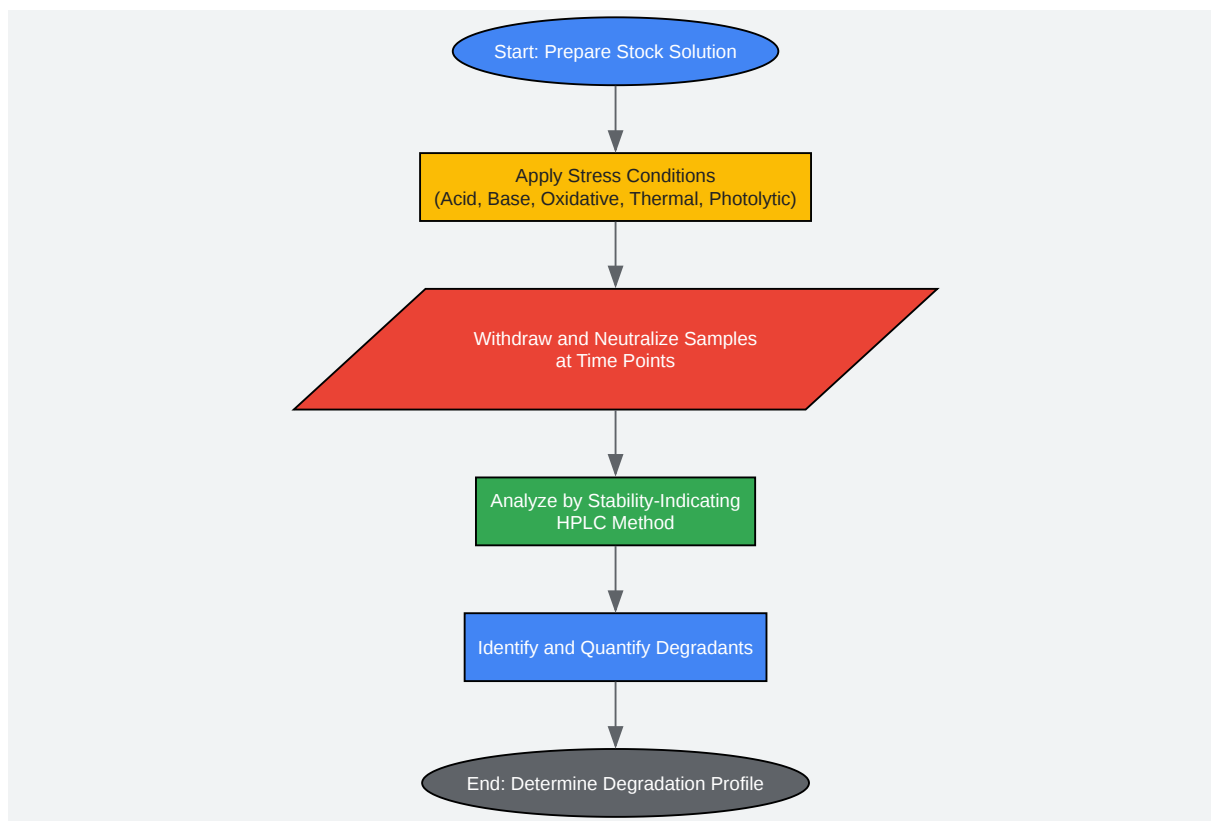 Start: Prepare Stock Solution
Apply Stress Conditions
(Acid, Base, Oxidative, Thermal, Photolytic)
Withdraw and Neutralize Samples
at Time Points
Analyze by Stability-Indicating
HPLC Method
Identify and Quantify Degradants
End: Determine Degradation Profile